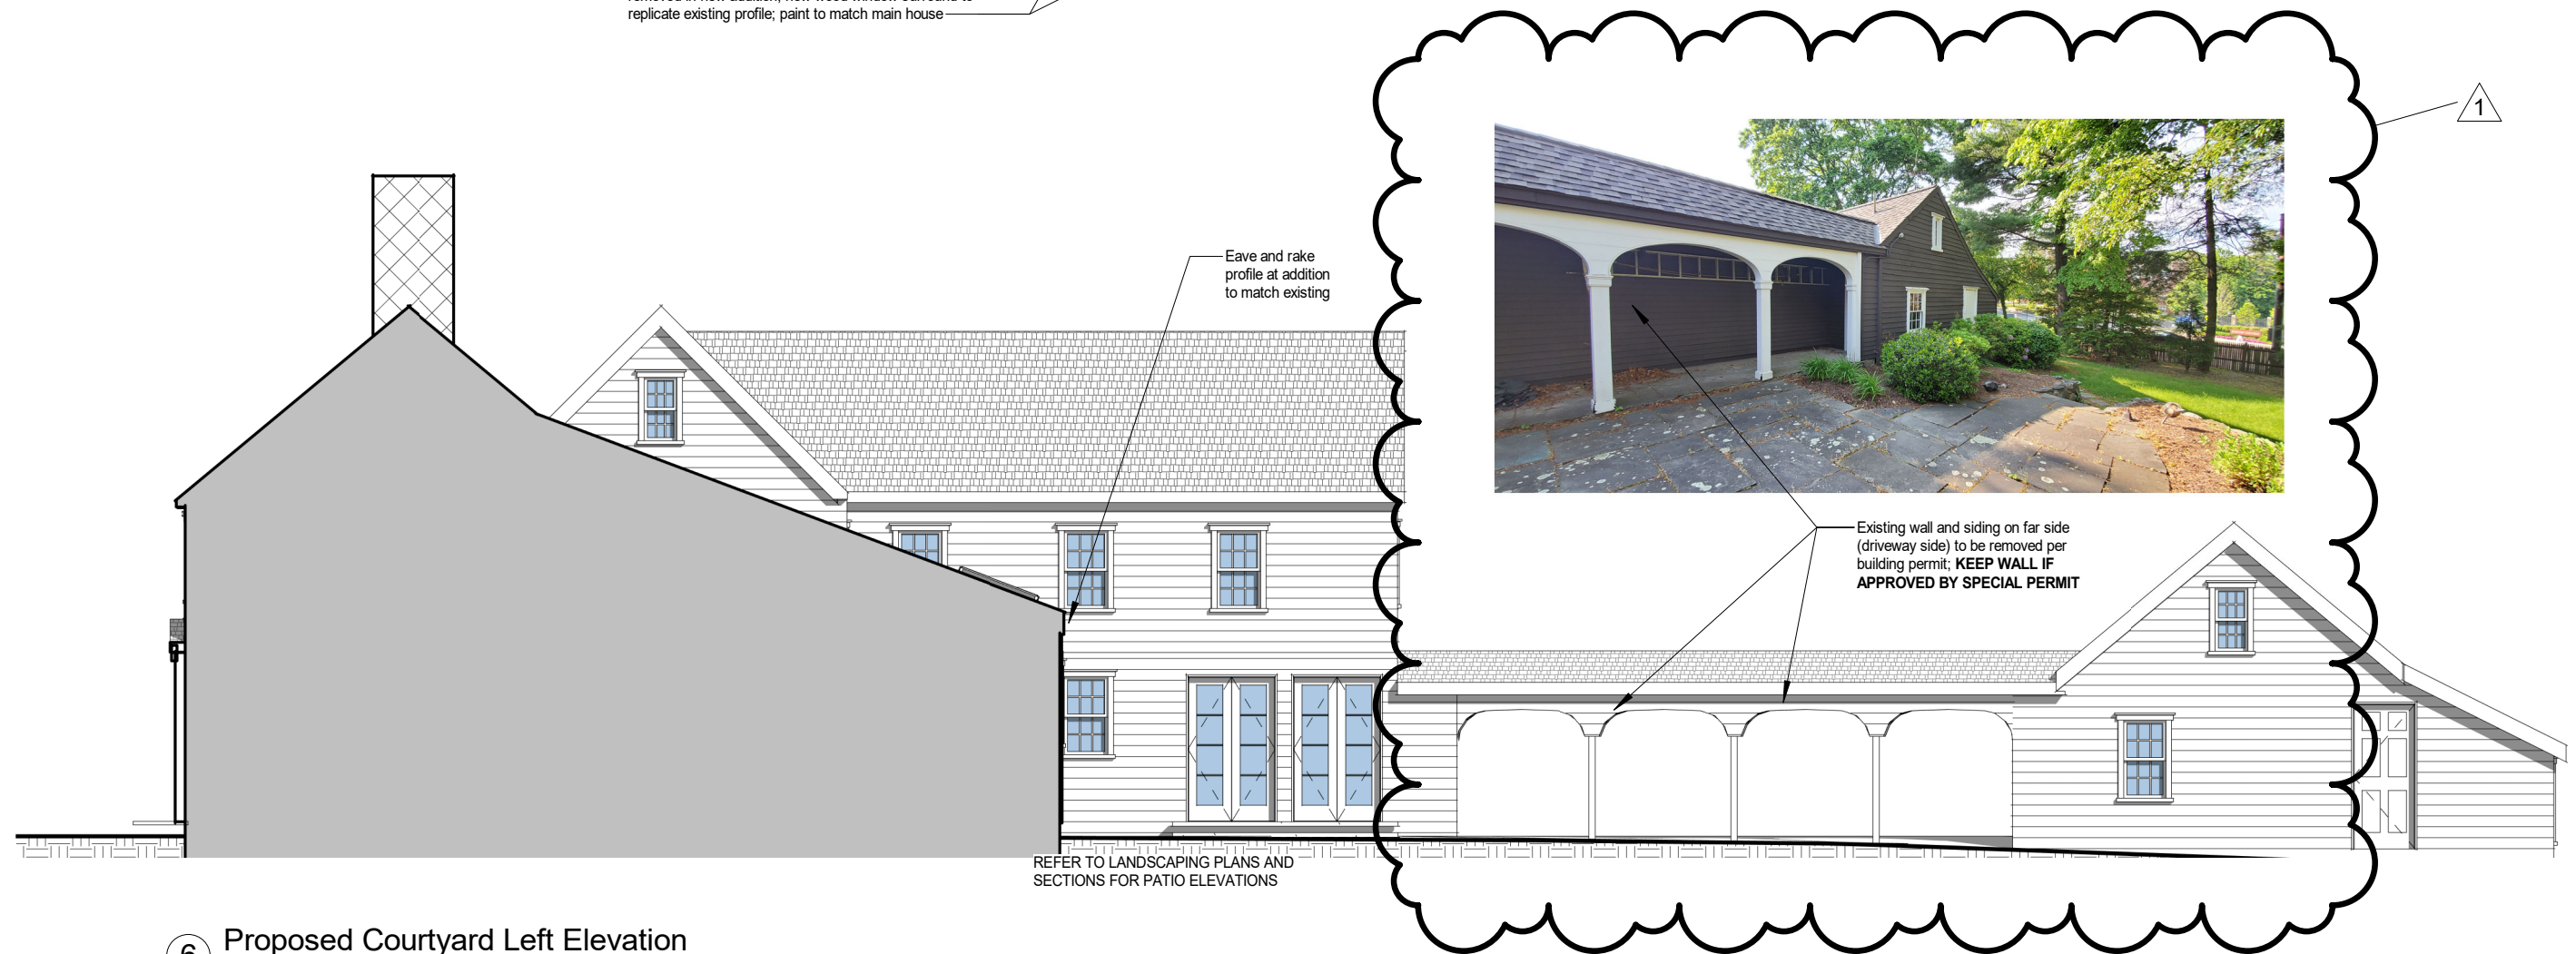 replicate existing profile; paint to match main house
1
Eave and rake
profile at addition
to match existing
Existing wall and siding on far side
(driveway side) to be removed per
building permit; KEEP WALL IF
APPROVED BY SPECIAL PERMIT
REFER TO LANDSCAPING PLANS AND
SECTIONS FOR PATIO ELEVATIONS
6 Proposed Courtyard Left Elevation